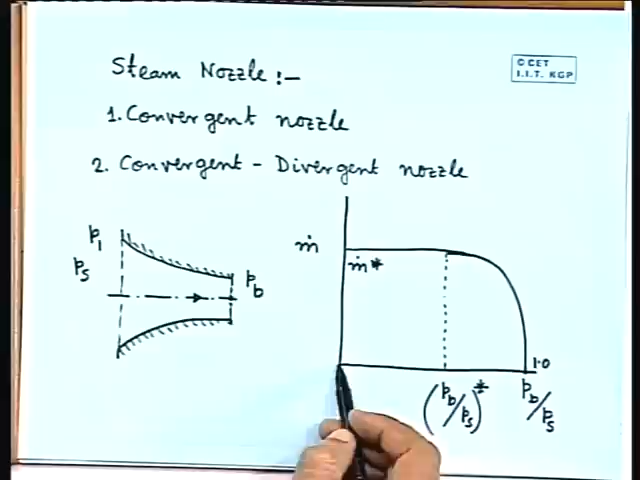 Steam Nozzle :-
© CET
I.I.T. KGP
1. Convergent nozzle
2. Convergent - Divergent nozzle
p1
ps
pb
ṁ
ṁ*
1.0
(pb/ps)*
pb/ps